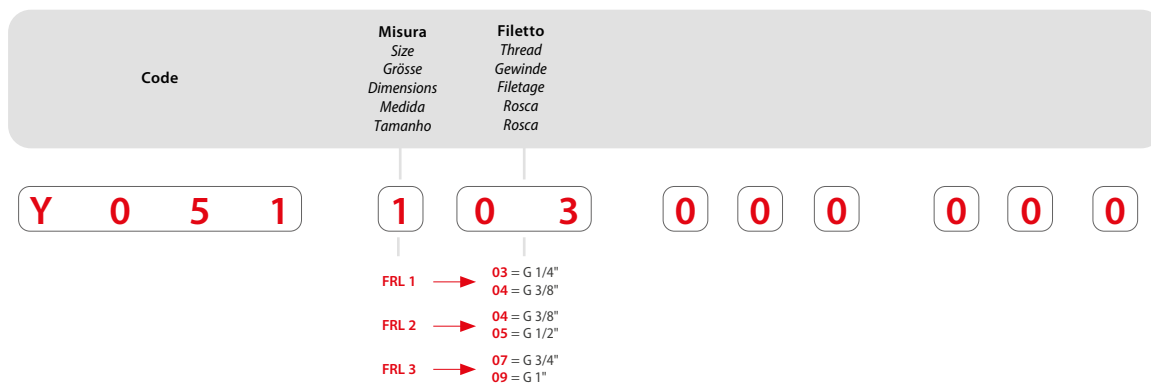 Code
Misura
Size
Grösse
Dimensions
Medida
Tamanho
Filetto
Thread
Gewinde
Filetage
Rosca
Rosca
Y 0 5 1 1 0 3 0 0 0 0 0 0
FRL 1
03 = G 1/4"
04 = G 3/8"
FRL 2
04 = G 3/8"
05 = G 1/2"
FRL 3
07 = G 3/4"
09 = G 1"